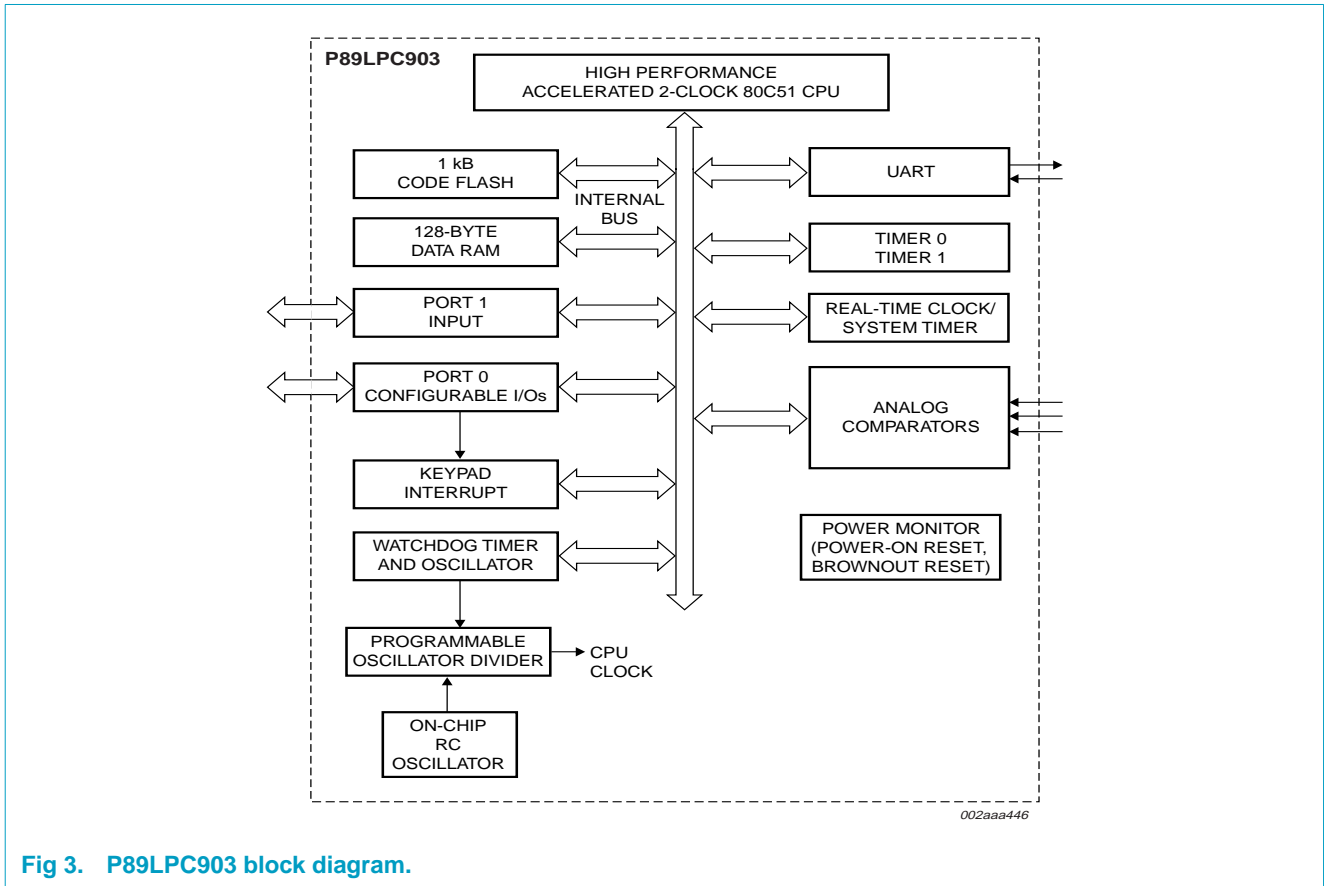 P89LPC903
HIGH PERFORMANCE
ACCELERATED 2-CLOCK 80C51 CPU
1 kB
CODE FLASH
INTERNAL
BUS
UART
128-BYTE
DATA RAM
TIMER 0
TIMER 1
PORT 1
INPUT
REAL-TIME CLOCK/
SYSTEM TIMER
PORT 0
CONFIGURABLE I/Os
ANALOG
COMPARATORS
KEYPAD
INTERRUPT
WATCHDOG TIMER
AND OSCILLATOR
POWER MONITOR
(POWER-ON RESET,
BROWNOUT RESET)
PROGRAMMABLE
OSCILLATOR DIVIDER
CPU
CLOCK
ON-CHIP
RC
OSCILLATOR
002aaa446
Fig 3. P89LPC903 block diagram.